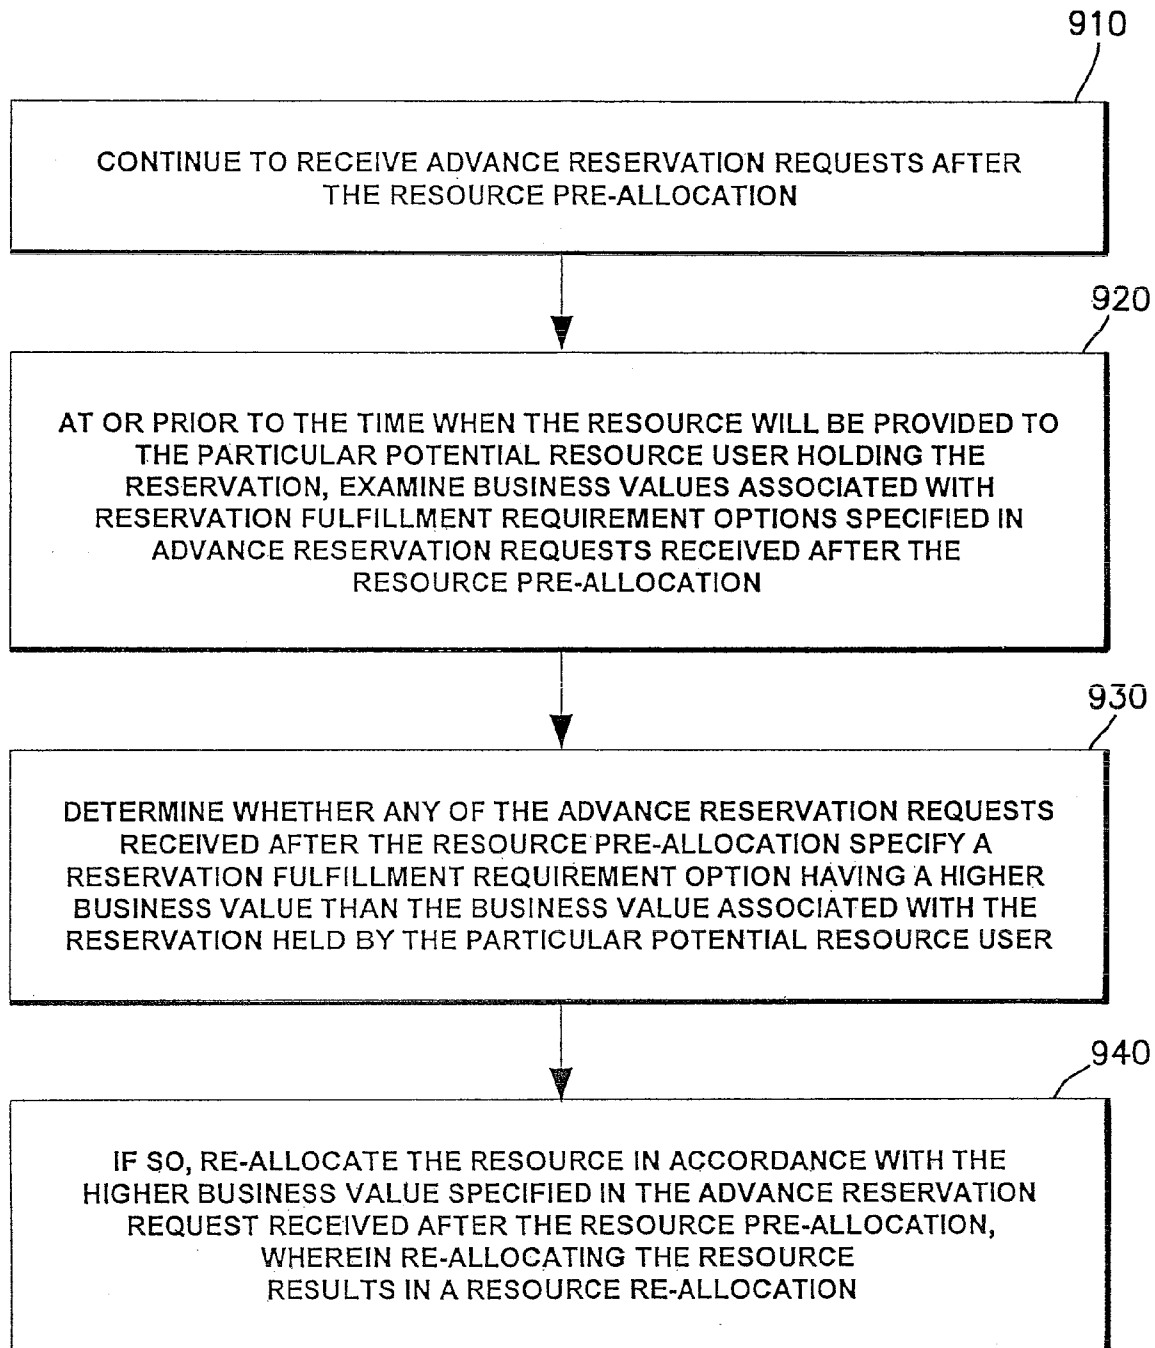 910
CONTINUE TO RECEIVE ADVANCE RESERVATION REQUESTS AFTER
THE RESOURCE PRE-ALLOCATION
920
AT OR PRIOR TO THE TIME WHEN THE RESOURCE WILL BE PROVIDED TO
THE PARTICULAR POTENTIAL RESOURCE USER HOLDING THE
RESERVATION, EXAMINE BUSINESS VALUES ASSOCIATED WITH
RESERVATION FULFILLMENT REQUIREMENT OPTIONS SPECIFIED IN
ADVANCE RESERVATION REQUESTS RECEIVED AFTER THE
RESOURCE PRE-ALLOCATION
930
DETERMINE WHETHER ANY OF THE ADVANCE RESERVATION REQUESTS
RECEIVED AFTER THE RESOURCE PRE-ALLOCATION SPECIFY A
RESERVATION FULFILLMENT REQUIREMENT OPTION HAVING A HIGHER
BUSINESS VALUE THAN THE BUSINESS VALUE ASSOCIATED WITH THE
RESERVATION HELD BY THE PARTICULAR POTENTIAL RESOURCE USER
940
IF SO, RE-ALLOCATE THE RESOURCE IN ACCORDANCE WITH THE
HIGHER BUSINESS VALUE SPECIFIED IN THE ADVANCE RESERVATION
REQUEST RECEIVED AFTER THE RESOURCE PRE-ALLOCATION,
WHEREIN RE-ALLOCATING THE RESOURCE
RESULTS IN A RESOURCE RE-ALLOCATION